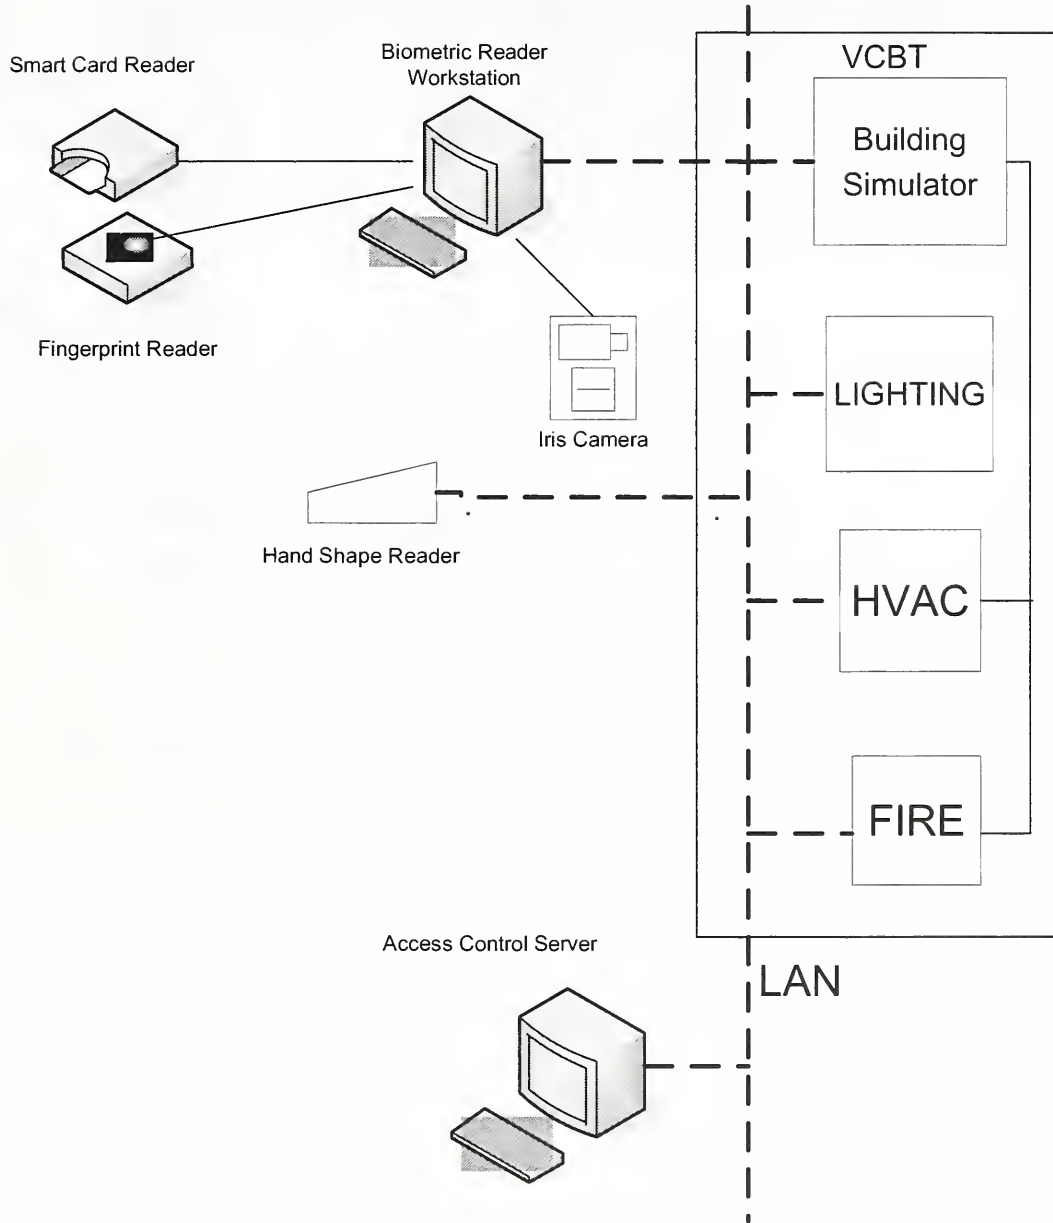 Smart Card Reader
Biometric Reader
Workstation
VCBT
Building
Simulator
Fingerprint Reader
LIGHTING
Iris Camera
Hand Shape Reader
HVAC
FIRE
Access Control Server
LAN